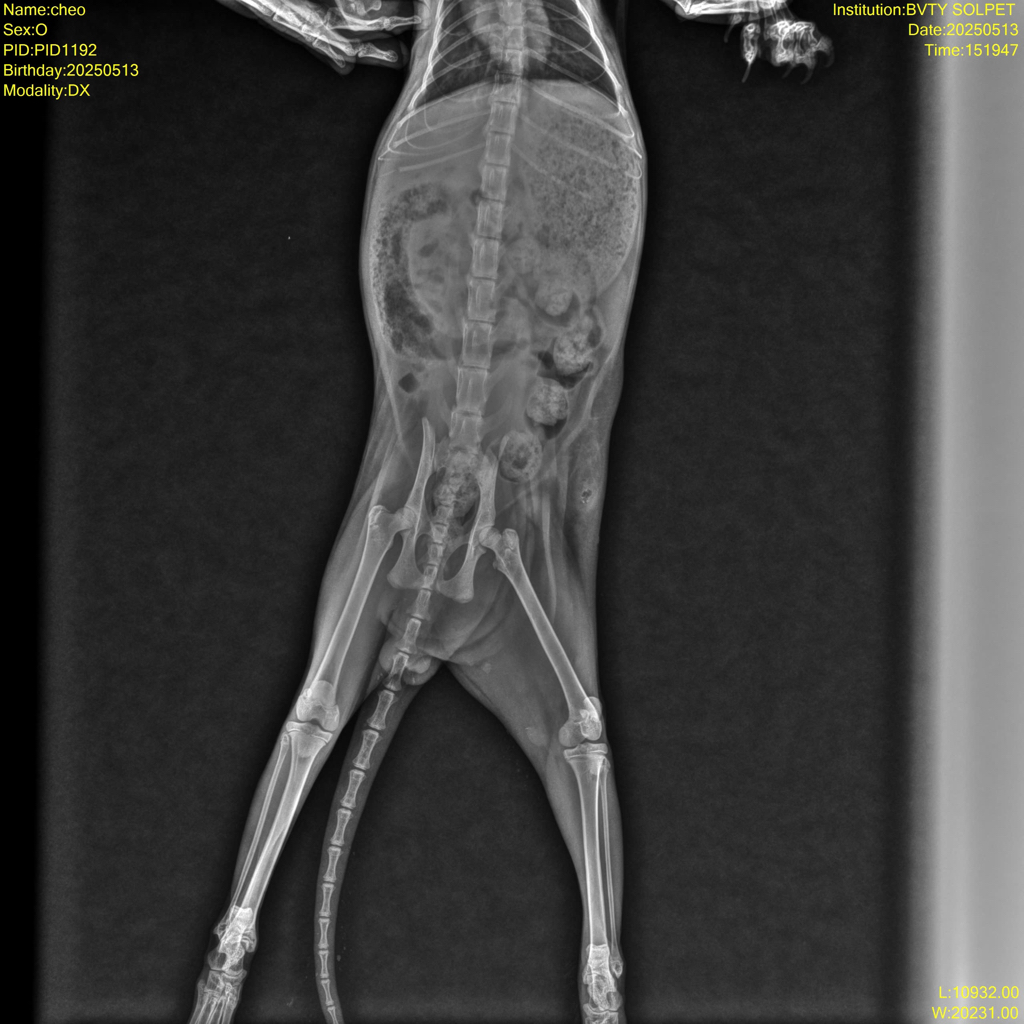 Name:cheo
Sex:O
PID:PID1192
Birthday:20250513
Modality:DX
Institution:BVTY SOLPET
Date:20250513
Time:151947
L:10932.00
W:20231.00